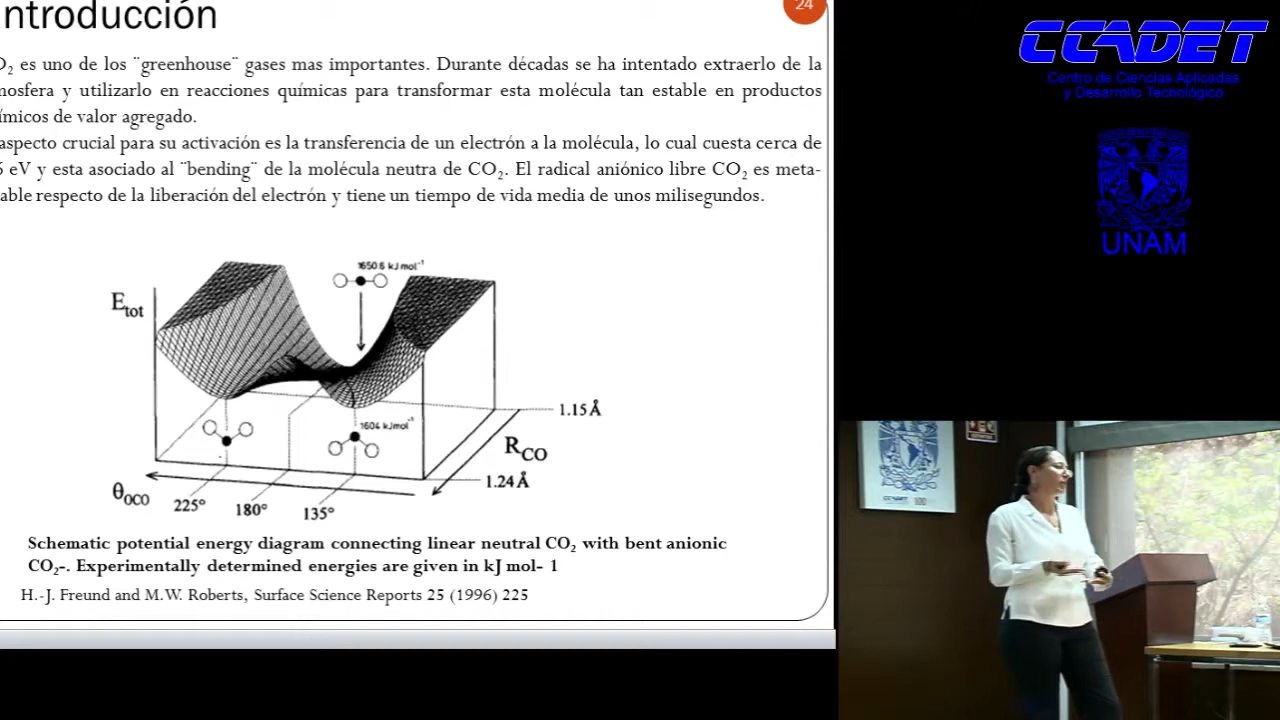 ntroducción
24
O₂ es uno de los ¨greenhouse¨ gases mas importantes. Durante décadas se ha intentado extraerlo de la
mosfera y utilizarlo en reacciones químicas para transformar esta molécula tan estable en productos
ímicos de valor agregado.
aspecto crucial para su activación es la transferencia de un electrón a la molécula, lo cual cuesta cerca de
6 eV y esta asociado al ¨bending¨ de la molécula neutra de CO₂. El radical aniónico libre CO₂ es meta-
able respecto de la liberación del electrón y tiene un tiempo de vida media de unos milisegundos.
1650.6 kJ mol⁻¹
E tot
1604 kJmol⁻¹
1.15 Å
R CO
1.24 Å
θ OCO
225° 180° 135°
Schematic potential energy diagram connecting linear neutral CO₂ with bent anionic
CO₂-. Experimentally determined energies are given in kJ mol- 1
H.-J. Freund and M.W. Roberts, Surface Science Reports 25 (1996) 225
CCADET
Centro de Ciencias Aplicadas
y Desarrollo Tecnológico
UNAM
CCADET